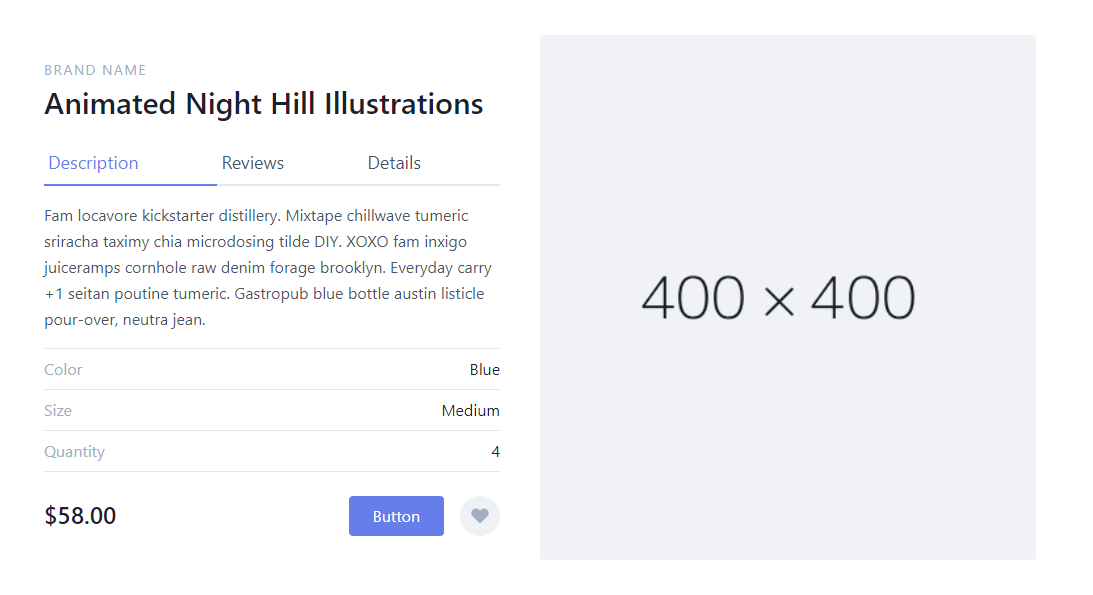 BRAND NAME
Animated Night Hill Illustrations
Description
Reviews
Details
Fam locavore kickstarter distillery. Mixtape chillwave tumeric
sriracha taximy chia microdosing tilde DIY. XOXO fam inxigo
juiceramps cornhole raw denim forage brooklyn. Everyday carry
+1 seitan poutine tumeric. Gastropub blue bottle austin listicle
pour-over, neutra jean.
Color Blue
Size Medium
Quantity 4
$58.00 Button
400 × 400